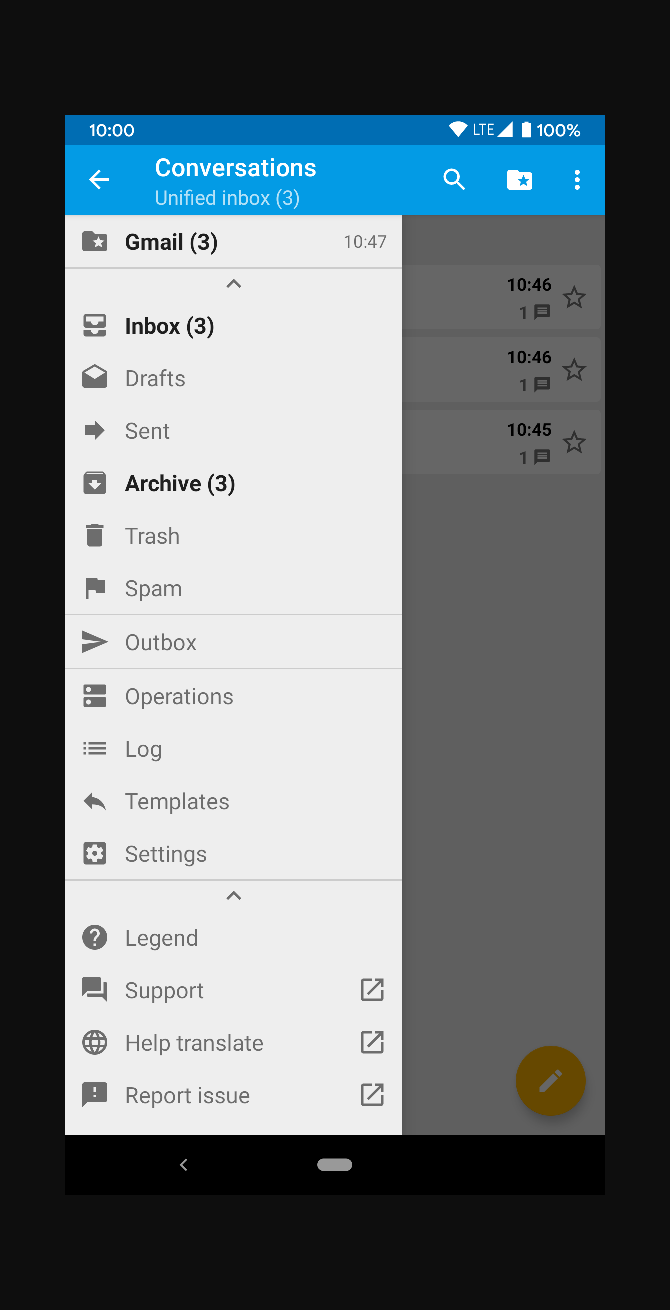 10:00 LTE 100%
Conversations
Unified inbox (3)
Gmail (3) 10:47
Inbox (3)
Drafts
Sent
Archive (3)
Trash
Spam
Outbox
Operations
Log
Templates
Settings
Legend
Support
Help translate
Report issue
10:46
1
10:46
1
10:45
1